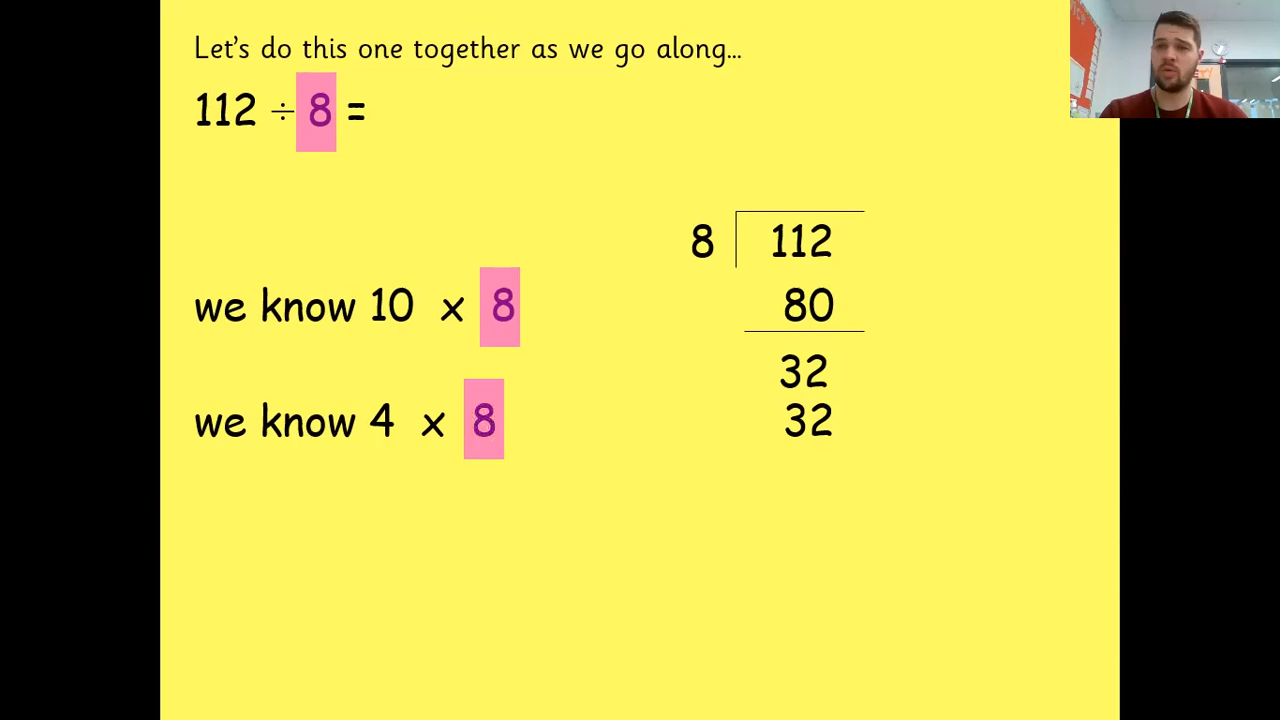 Let's do this one together as we go along...
112 ÷ 8 =
8 112
we know 10 x 8 80
32
we know 4 x 8 32